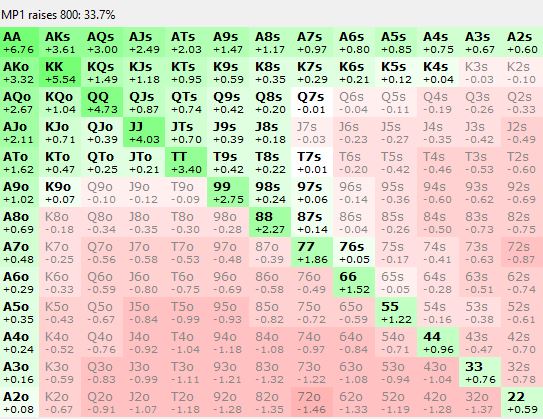 MP1 raises 800: 33.7%
AA AKs AQs AJs ATs A9s A8s A7s A6s A5s A4s A3s A2s
+6.76 +3.61 +3.00 +2.49 +2.03 +1.47 +1.17 +0.97 +0.80 +0.85 +0.75 +0.67 +0.60
AKo KK KQs KJs KTs K9s K8s K7s K6s K5s K4s K3s K2s
+3.32 +5.54 +1.49 +1.18 +0.95 +0.59 +0.35 +0.29 +0.21 +0.12 +0.04 -0.03 -0.10
AQo KQo QQ QJs QTs Q9s Q8s Q7s Q6s Q5s Q4s Q3s Q2s
+2.67 +1.04 +4.73 +0.87 +0.74 +0.42 +0.20 -0.01 -0.04 -0.11 -0.19 -0.26 -0.33
AJo KJo QJo JJ JTs J9s J8s J7s J6s J5s J4s J3s J2s
+2.11 +0.71 +0.39 +4.03 +0.70 +0.39 +0.18 -0.03 -0.23 -0.27 -0.35 -0.42 -0.49
ATo KTo QTo JTo TT T9s T8s T7s T6s T5s T4s T3s T2s
+1.62 +0.47 +0.25 +0.21 +3.40 +0.42 +0.22 +0.01 -0.20 -0.42 -0.46 -0.53 -0.60
A9o K9o Q9o J9o T9o 99 98s 97s 96s 95s 94s 93s 92s
+1.02 +0.07 -0.10 -0.12 -0.09 +2.75 +0.24 +0.06 -0.14 -0.36 -0.60 -0.62 -0.69
A8o K8o Q8o J8o T8o 98o 88 87s 86s 85s 84s 83s 82s
+0.69 -0.18 -0.34 -0.35 -0.30 -0.28 +2.27 +0.14 -0.04 -0.26 -0.50 -0.73 -0.75
A7o K7o Q7o J7o T7o 97o 87o 77 76s 75s 74s 73s 72s
+0.48 -0.25 -0.56 -0.58 -0.53 -0.48 -0.39 +1.86 +0.05 -0.17 -0.41 -0.63 -0.87
A6o K6o Q6o J6o T6o 96o 86o 76o 66 65s 64s 63s 62s
+0.29 -0.33 -0.59 -0.80 -0.75 -0.69 -0.58 -0.49 +1.52 -0.05 -0.28 -0.51 -0.74
A5o K5o Q5o J5o T5o 95o 85o 75o 65o 55 54s 53s 52s
+0.35 -0.43 -0.67 -0.84 -0.99 -0.93 -0.82 -0.72 -0.59 +1.22 -0.16 -0.38 -0.61
A4o K4o Q4o J4o T4o 94o 84o 74o 64o 54o 44 43s 42s
+0.24 -0.52 -0.76 -0.92 -1.04 -1.18 -1.08 -0.97 -0.84 -0.71 +0.96 -0.47 -0.70
A3o K3o Q3o J3o T3o 93o 83o 73o 63o 53o 43o 33 32s
+0.16 -0.59 -0.83 -0.99 -1.11 -1.21 -1.32 -1.22 -1.08 -0.94 -1.04 +0.76 -0.78
A2o K2o Q2o J2o T2o 92o 82o 72o 62o 52o 42o 32o 22
+0.08 -0.67 -0.91 -1.07 -1.18 -1.28 -1.35 -1.46 -1.33 -1.19 -1.28 -1.35 +0.59